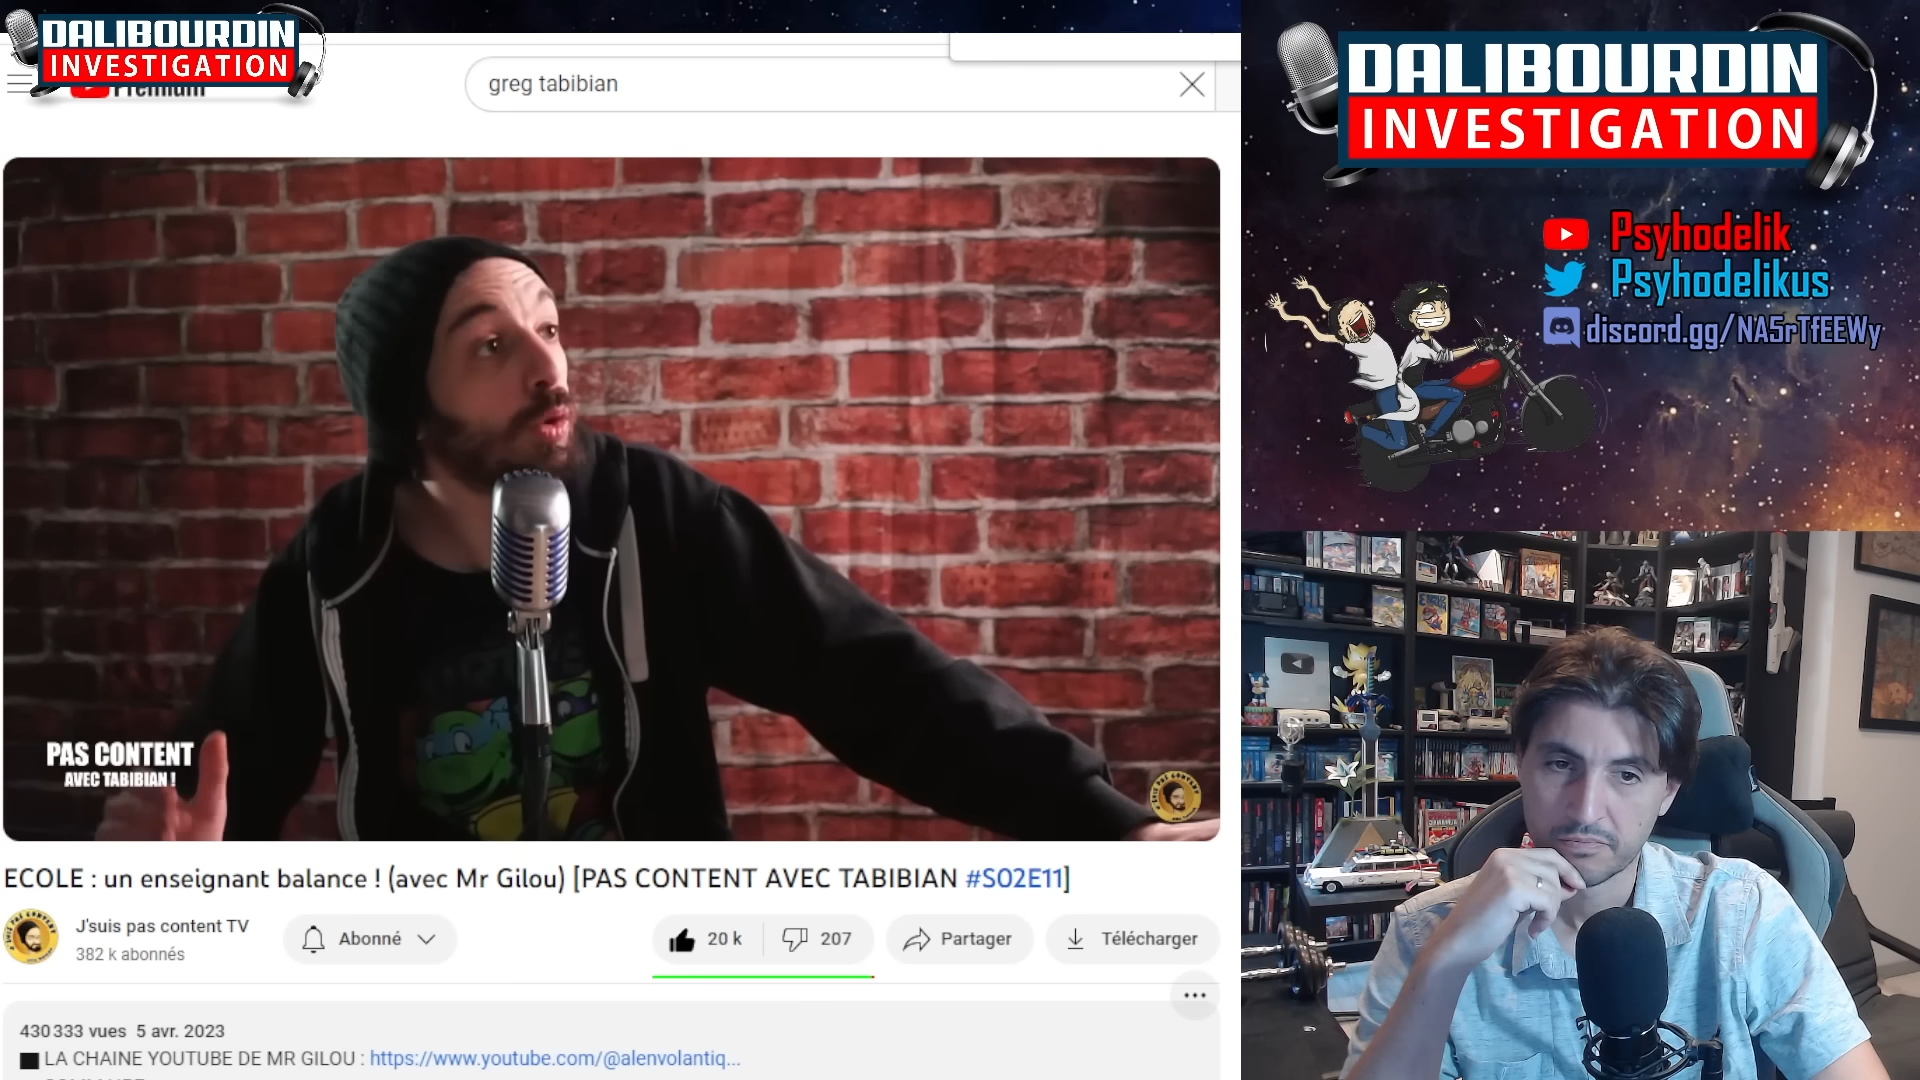 DALIBOURDIN
INVESTIGATION
Premium
greg tabibian
PAS CONTENT
AVEC TABIBIAN !
ECOLE : un enseignant balance ! (avec Mr Gilou) [PAS CONTENT AVEC TABIBIAN #S02E11]
J'suis pas content TV
382 k abonnés
Abonné
20 k
207
Partager
Télécharger
430 333 vues 5 avr. 2023
LA CHAINE YOUTUBE DE MR GILOU : https://www.youtube.com/@alenvolantiq...
DALIBOURDIN
INVESTIGATION
Psyhodelik
Psyhodelikus
discord.gg/NA5rTfEEWy